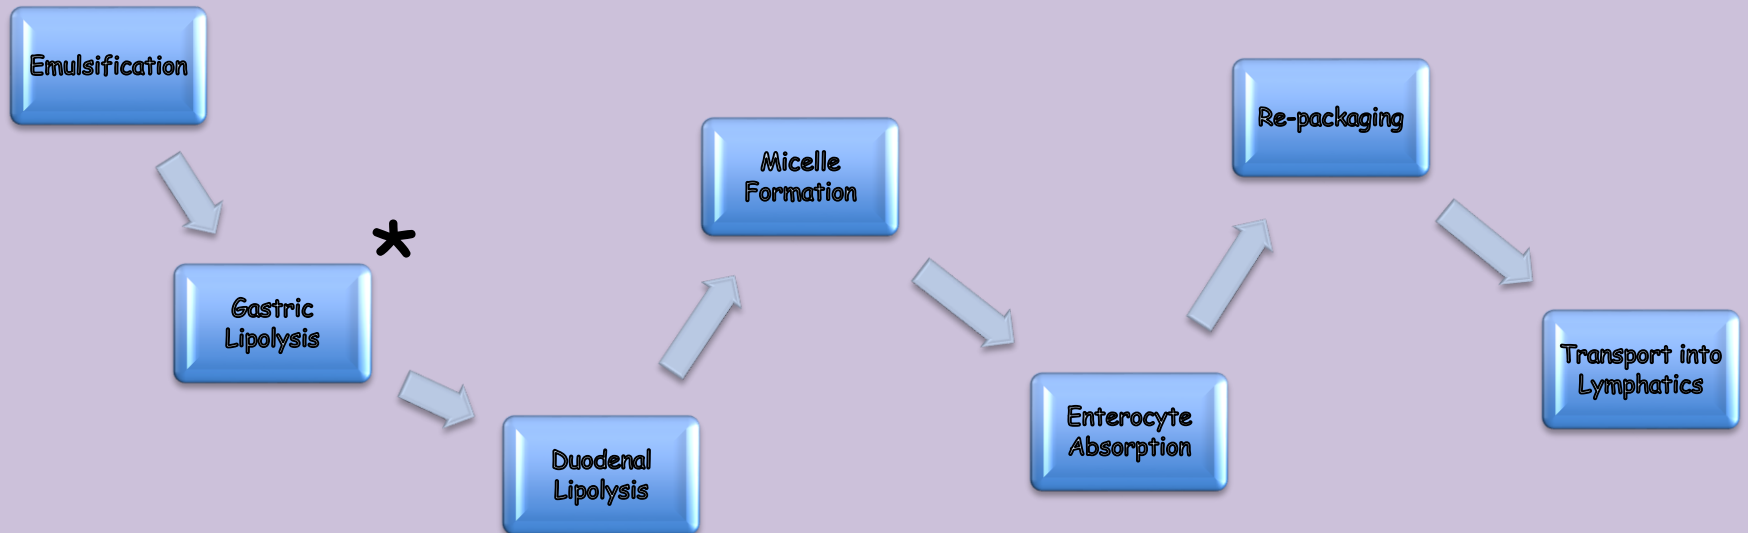 Emulsification
Gastric
Lipolysis
*
Duodenal
Lipolysis
Micelle
Formation
Enterocyte
Absorption
Re-packaging
Transport into
Lymphatics